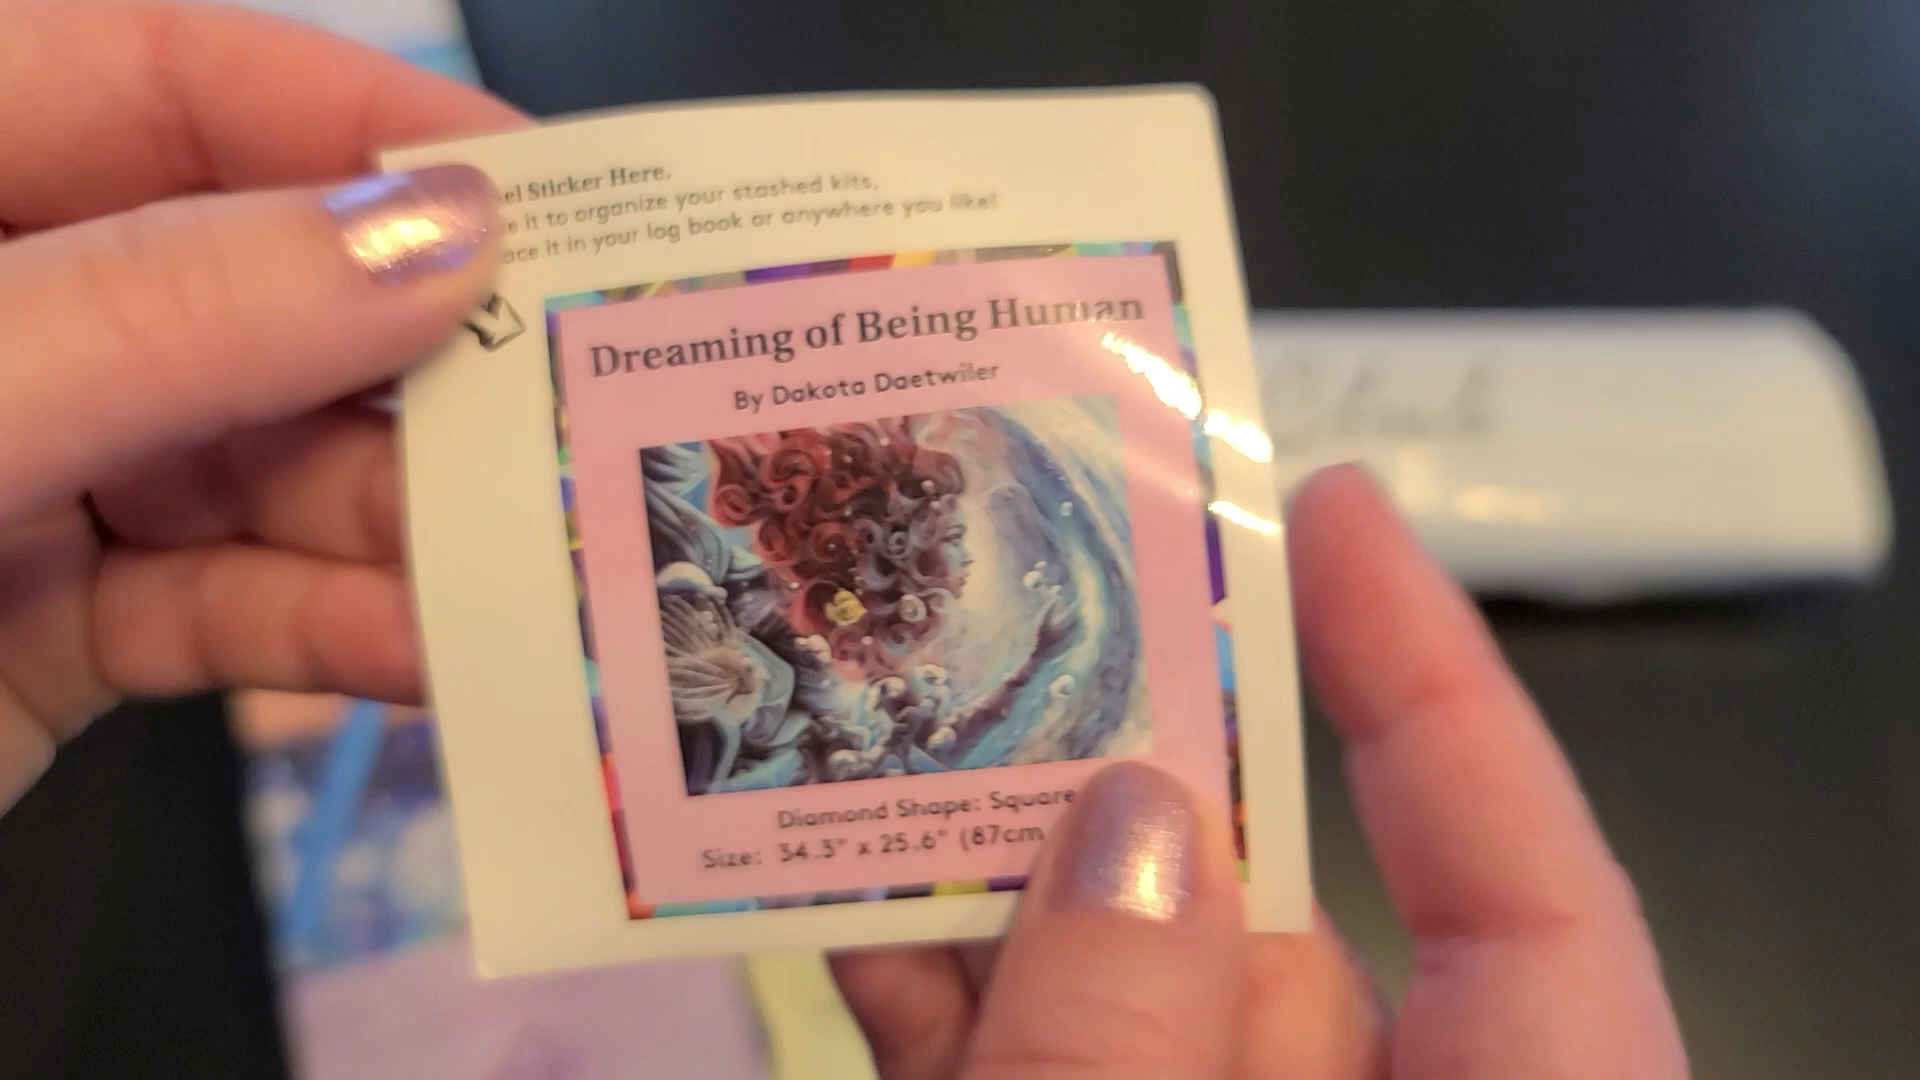 el Sticker Here.
e it to organize your stashed kits,
ace it in your log book or anywhere you like!
Dreaming of Being Human
By Dakota Daetwiler
Diamond Shape: Square
Size: 34.3" x 25.6" (87cm